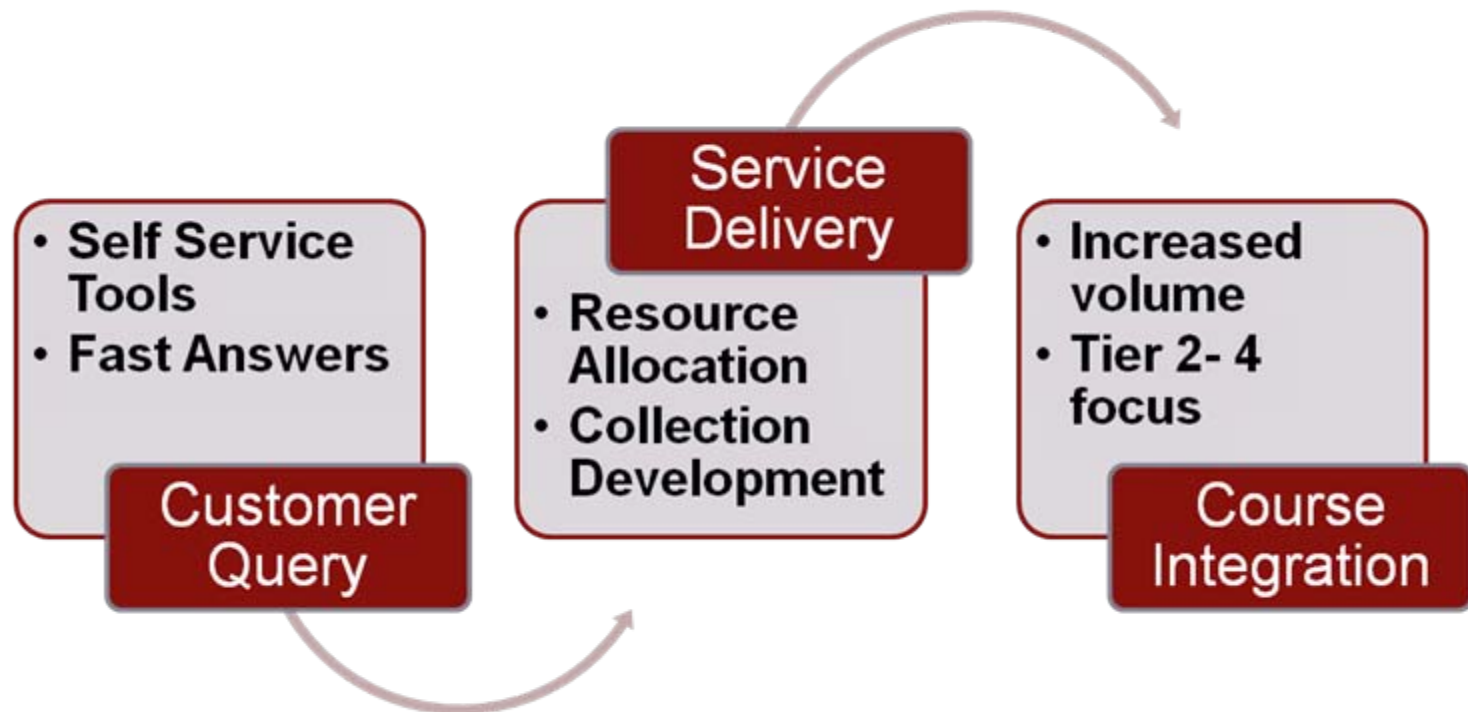 • Self Service
Tools
• Fast Answers
Customer
Query
Service
Delivery
• Resource
Allocation
• Collection
Development
• Increased
volume
• Tier 2- 4
focus
Course
Integration